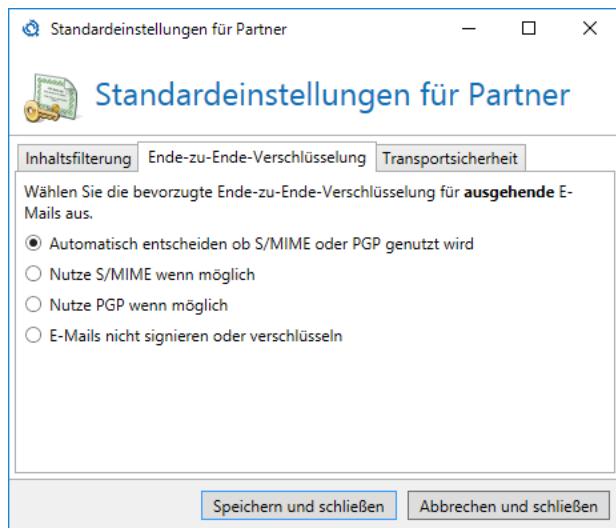 Standardeinstellungen für Partner
Standardeinstellungen für Partner
Inhaltsfilterung Ende-zu-Ende-Verschlüsselung Transportsicherheit
Wählen Sie die bevorzugte Ende-zu-Ende-Verschlüsselung für ausgehende E-
Mails aus.
Automatisch entscheiden ob S/MIME oder PGP genutzt wird
Nutze S/MIME wenn möglich
Nutze PGP wenn möglich
E-Mails nicht signieren oder verschlüsseln
Speichern und schließen Abbrechen und schließen